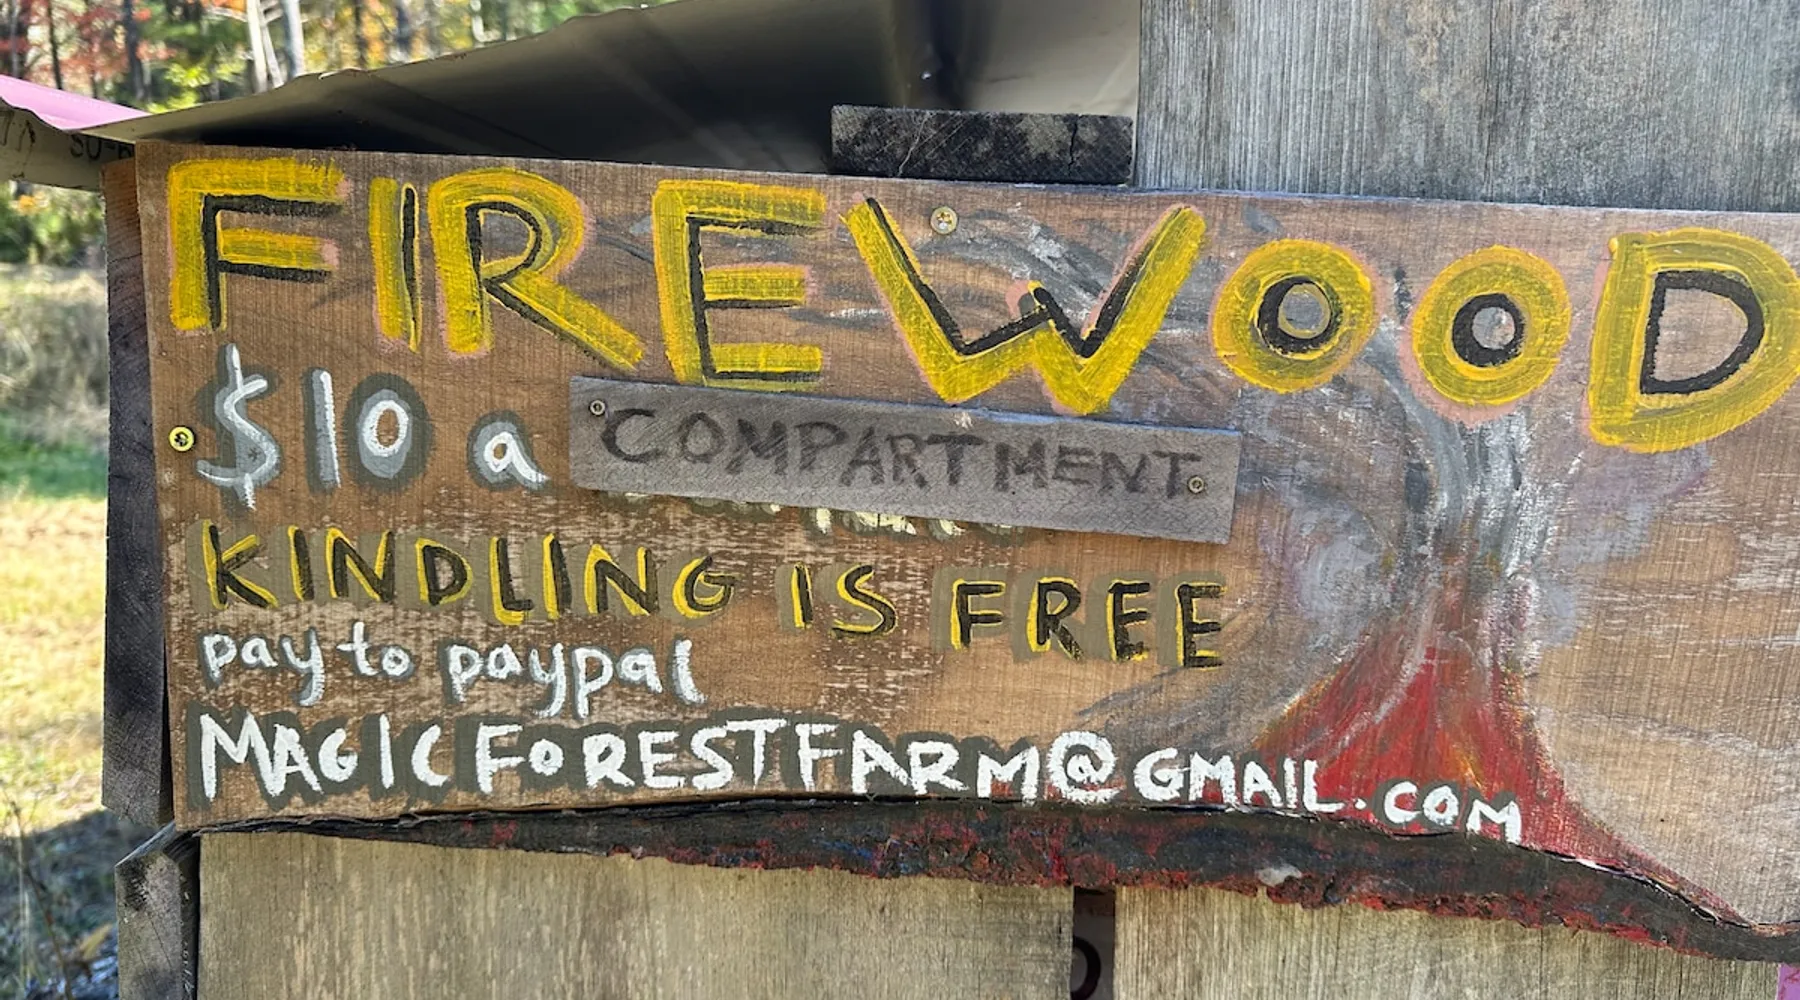 FIREWOOD
$10 a COMPARTMENT
KINDLING IS FREE
pay to paypal
MAGICFORESTFARM@GMAIL.COM